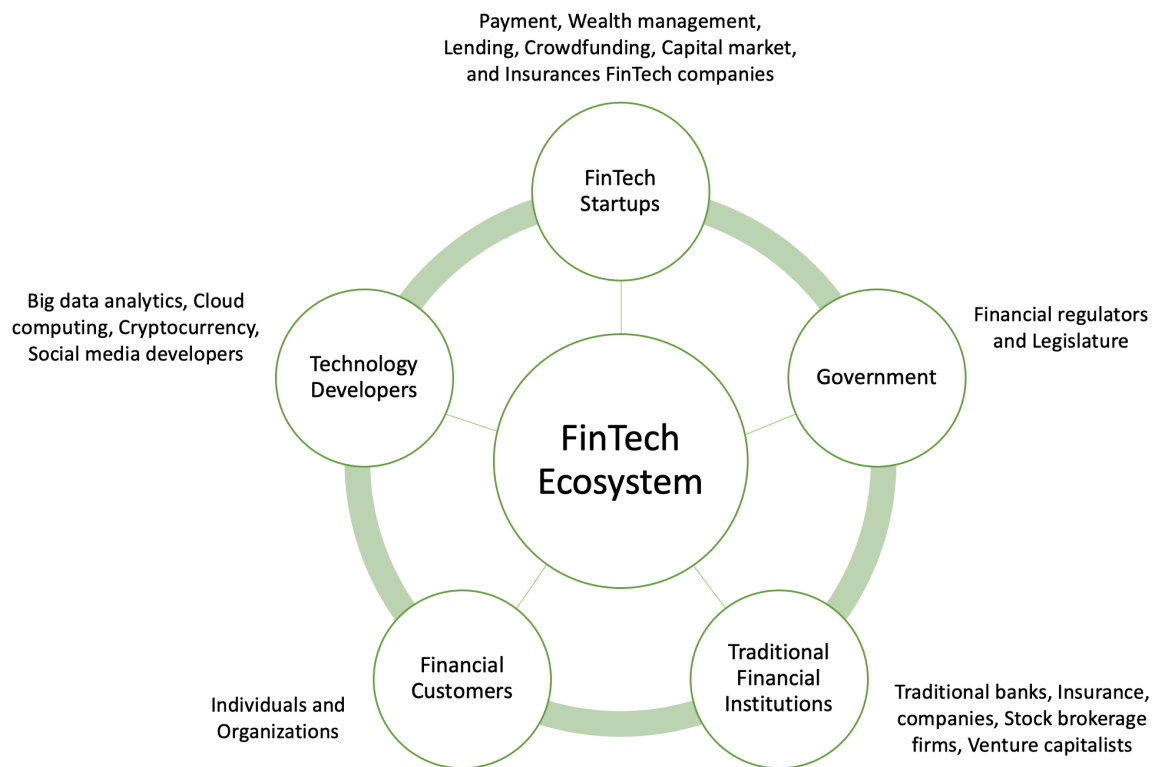 Payment, Wealth management,
Lending, Crowdfunding, Capital market,
and Insurances FinTech companies
FinTech
Startups
Big data analytics, Cloud
computing, Cryptocurrency,
Social media developers
Technology
Developers
Government
Financial regulators
and Legislature
FinTech
Ecosystem
Financial
Customers
Individuals and
Organizations
Traditional
Financial
Institutions
Traditional banks, Insurance,
companies, Stock brokerage
firms, Venture capitalists